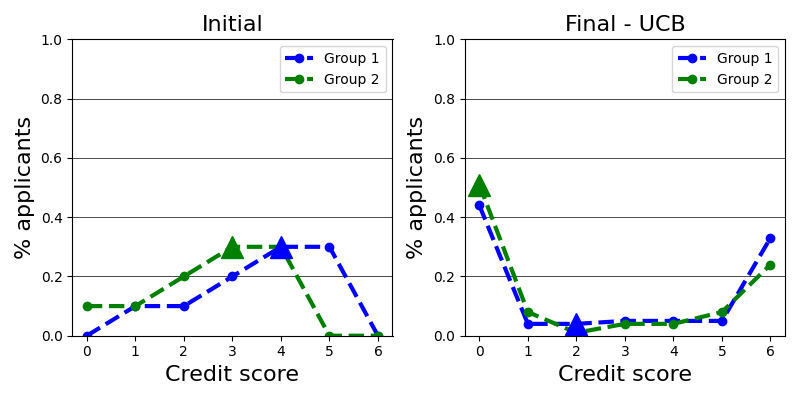 Initial
% applicants
1.0
0.8
0.6
0.4
0.2
0.0
Group 1
Group 2
0 1 2 3 4 5 6
Credit score
Final - UCB
% applicants
1.0
0.8
0.6
0.4
0.2
0.0
Group 1
Group 2
0 1 2 3 4 5 6
Credit score